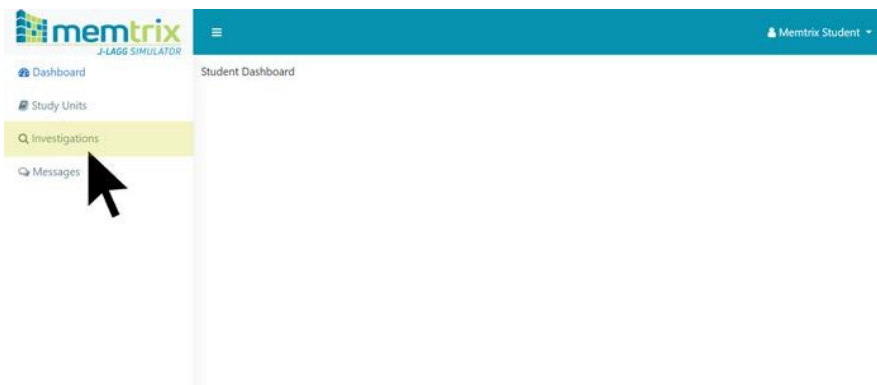 memtrix
J-LAGG SIMULATOR
Memtrix Student
Dashboard
Student Dashboard
Study Units
Investigations
Messages